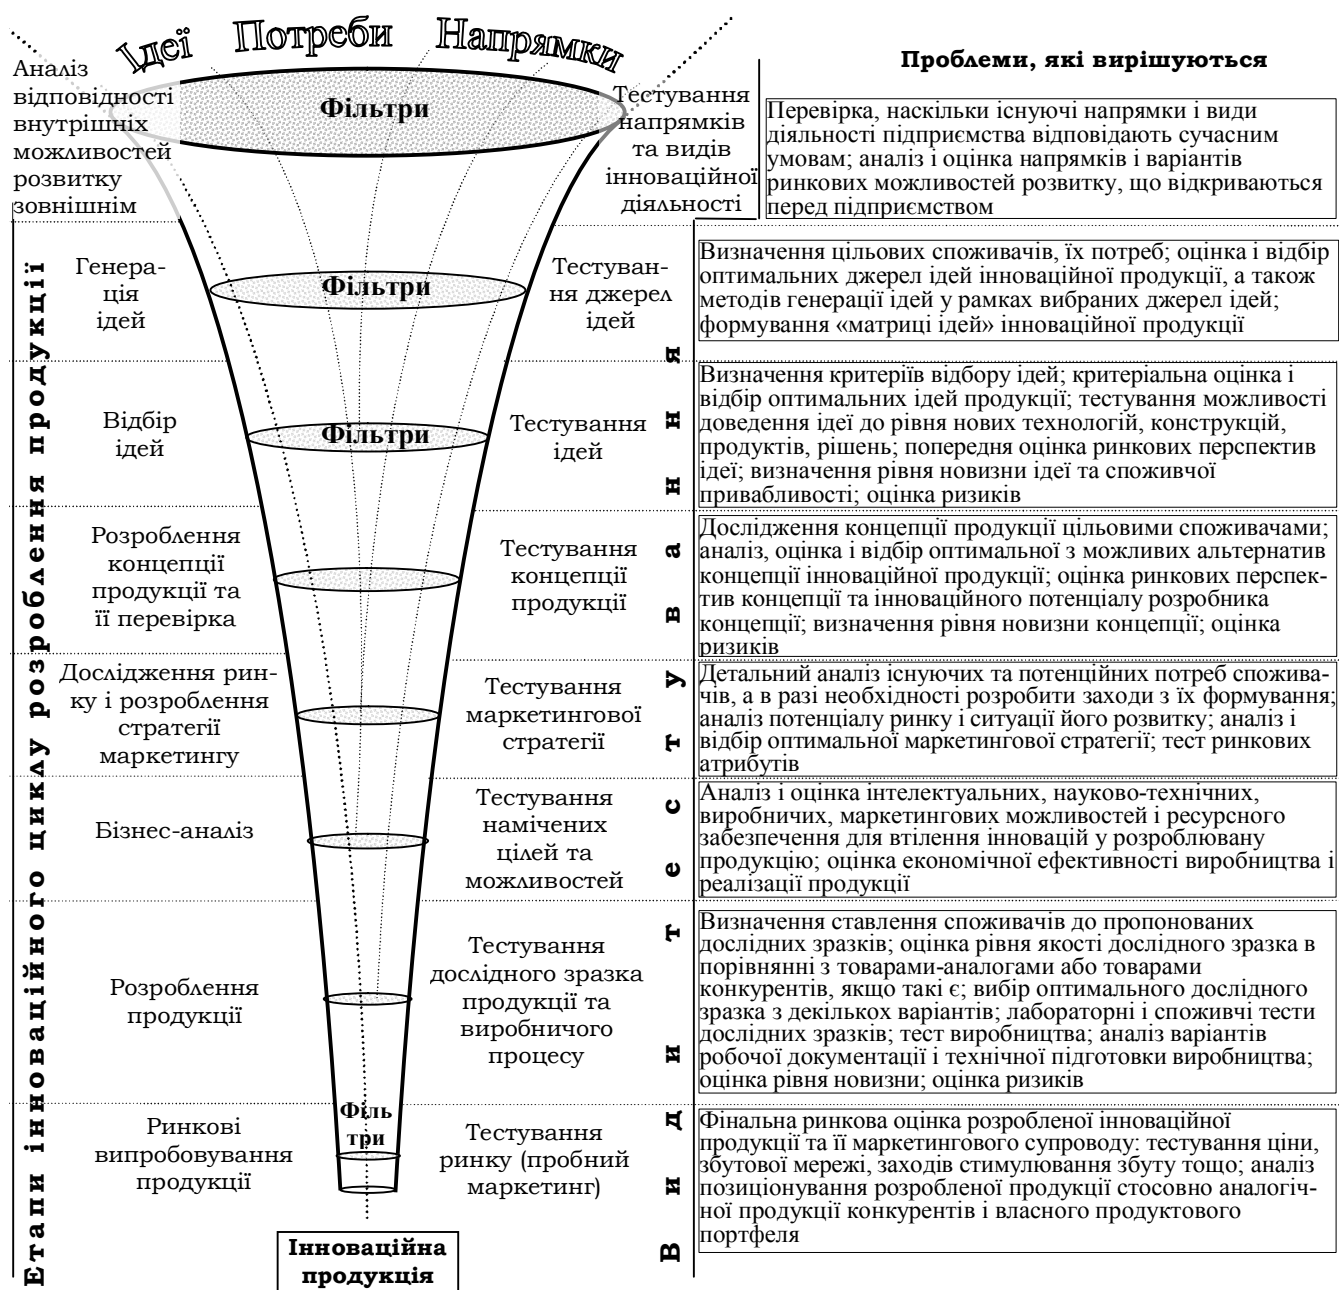 Ідеї Потреби Напрямки
Проблеми, які вирішуються
Аналіз
відповідності
внутрішніх
можливостей
розвитку
зовнішнім
Фільтри
Тестування
напрямків
та видів
інноваційної
діяльності
Перевірка, наскільки існуючі напрямки і види
діяльності підприємства відповідають сучасним
умовам; аналіз і оцінка напрямків і варіантів
ринкових можливостей розвитку, що відкриваються
перед підприємством
Етапи інноваційного циклу розроблення продукції
Види тестування
Генера-
ція
ідей
Фільтри
Тестуван-
ня джерел
ідей
Визначення цільових споживачів, їх потреб; оцінка і відбір
оптимальних джерел ідей інноваційної продукції, а також
методів генерації ідей у рамках вибраних джерел ідей;
формування «матриці ідей» інноваційної продукції
Відбір
ідей
Фільтри
Тестування
ідей
Визначення критеріїв відбору ідей; критеріальна оцінка і
відбір оптимальних ідей продукції; тестування можливості
доведення ідеї до рівня нових технологій, конструкцій,
продуктів, рішень; попередня оцінка ринкових перспектив
ідеї; визначення рівня новизни ідеї та споживчої
привабливості; оцінка ризиків
Розроблення
концепції
продукції та
її перевірка
Тестування
концепції
продукції
Дослідження концепції продукції цільовими споживачами;
аналіз, оцінка і відбір оптимальної з можливих альтернатив
концепції інноваційної продукції; оцінка ринкових перспек-
тив концепції та інноваційного потенціалу розробника
концепції; визначення рівня новизни концепції; оцінка
ризиків
Дослідження рин-
ку і розроблення
стратегії
маркетингу
Тестування
маркетингової
стратегії
Детальний аналіз існуючих та потенційних потреб спожива-
чів, а в разі необхідності розробити заходи з їх формування;
аналіз потенціалу ринку і ситуації його розвитку; аналіз і
відбір оптимальної маркетингової стратегії; тест ринкових
атрибутів
Бізнес-аналіз
Тестування
намічених
цілей та
можливостей
Аналіз і оцінка інтелектуальних, науково-технічних,
виробничих, маркетингових можливостей і ресурсного
забезпечення для втілення інновацій у розроблювану
продукцію; оцінка економічної ефективності виробництва і
реалізації продукції
Розроблення
продукції
Тестування
дослідного зразка
продукції та
виробничого
процесу
Визначення ставлення споживачів до пропонованих
дослідних зразків; оцінка рівня якості дослідного зразка в
порівнянні з товарами-аналогами або товарами
конкурентів, якщо такі є; вибір оптимального дослідного
зразка з декількох варіантів; лабораторні і споживчі тести
дослідних зразків; тест виробництва; аналіз варіантів
робочої документації і технічної підготовки виробництва;
оцінка рівня новизни; оцінка ризиків
Ринкові
випробовування
продукції
Філь
три
Тестування
ринку (пробний
маркетинг)
Фінальна ринкова оцінка розробленої інноваційної
продукції та її маркетингового супроводу: тестування ціни,
збутової мережі, заходів стимулювання збуту тощо; аналіз
позиціонування розробленої продукції стосовно аналогіч-
ної продукції конкурентів і власного продуктового
портфеля
Інноваційна
продукція